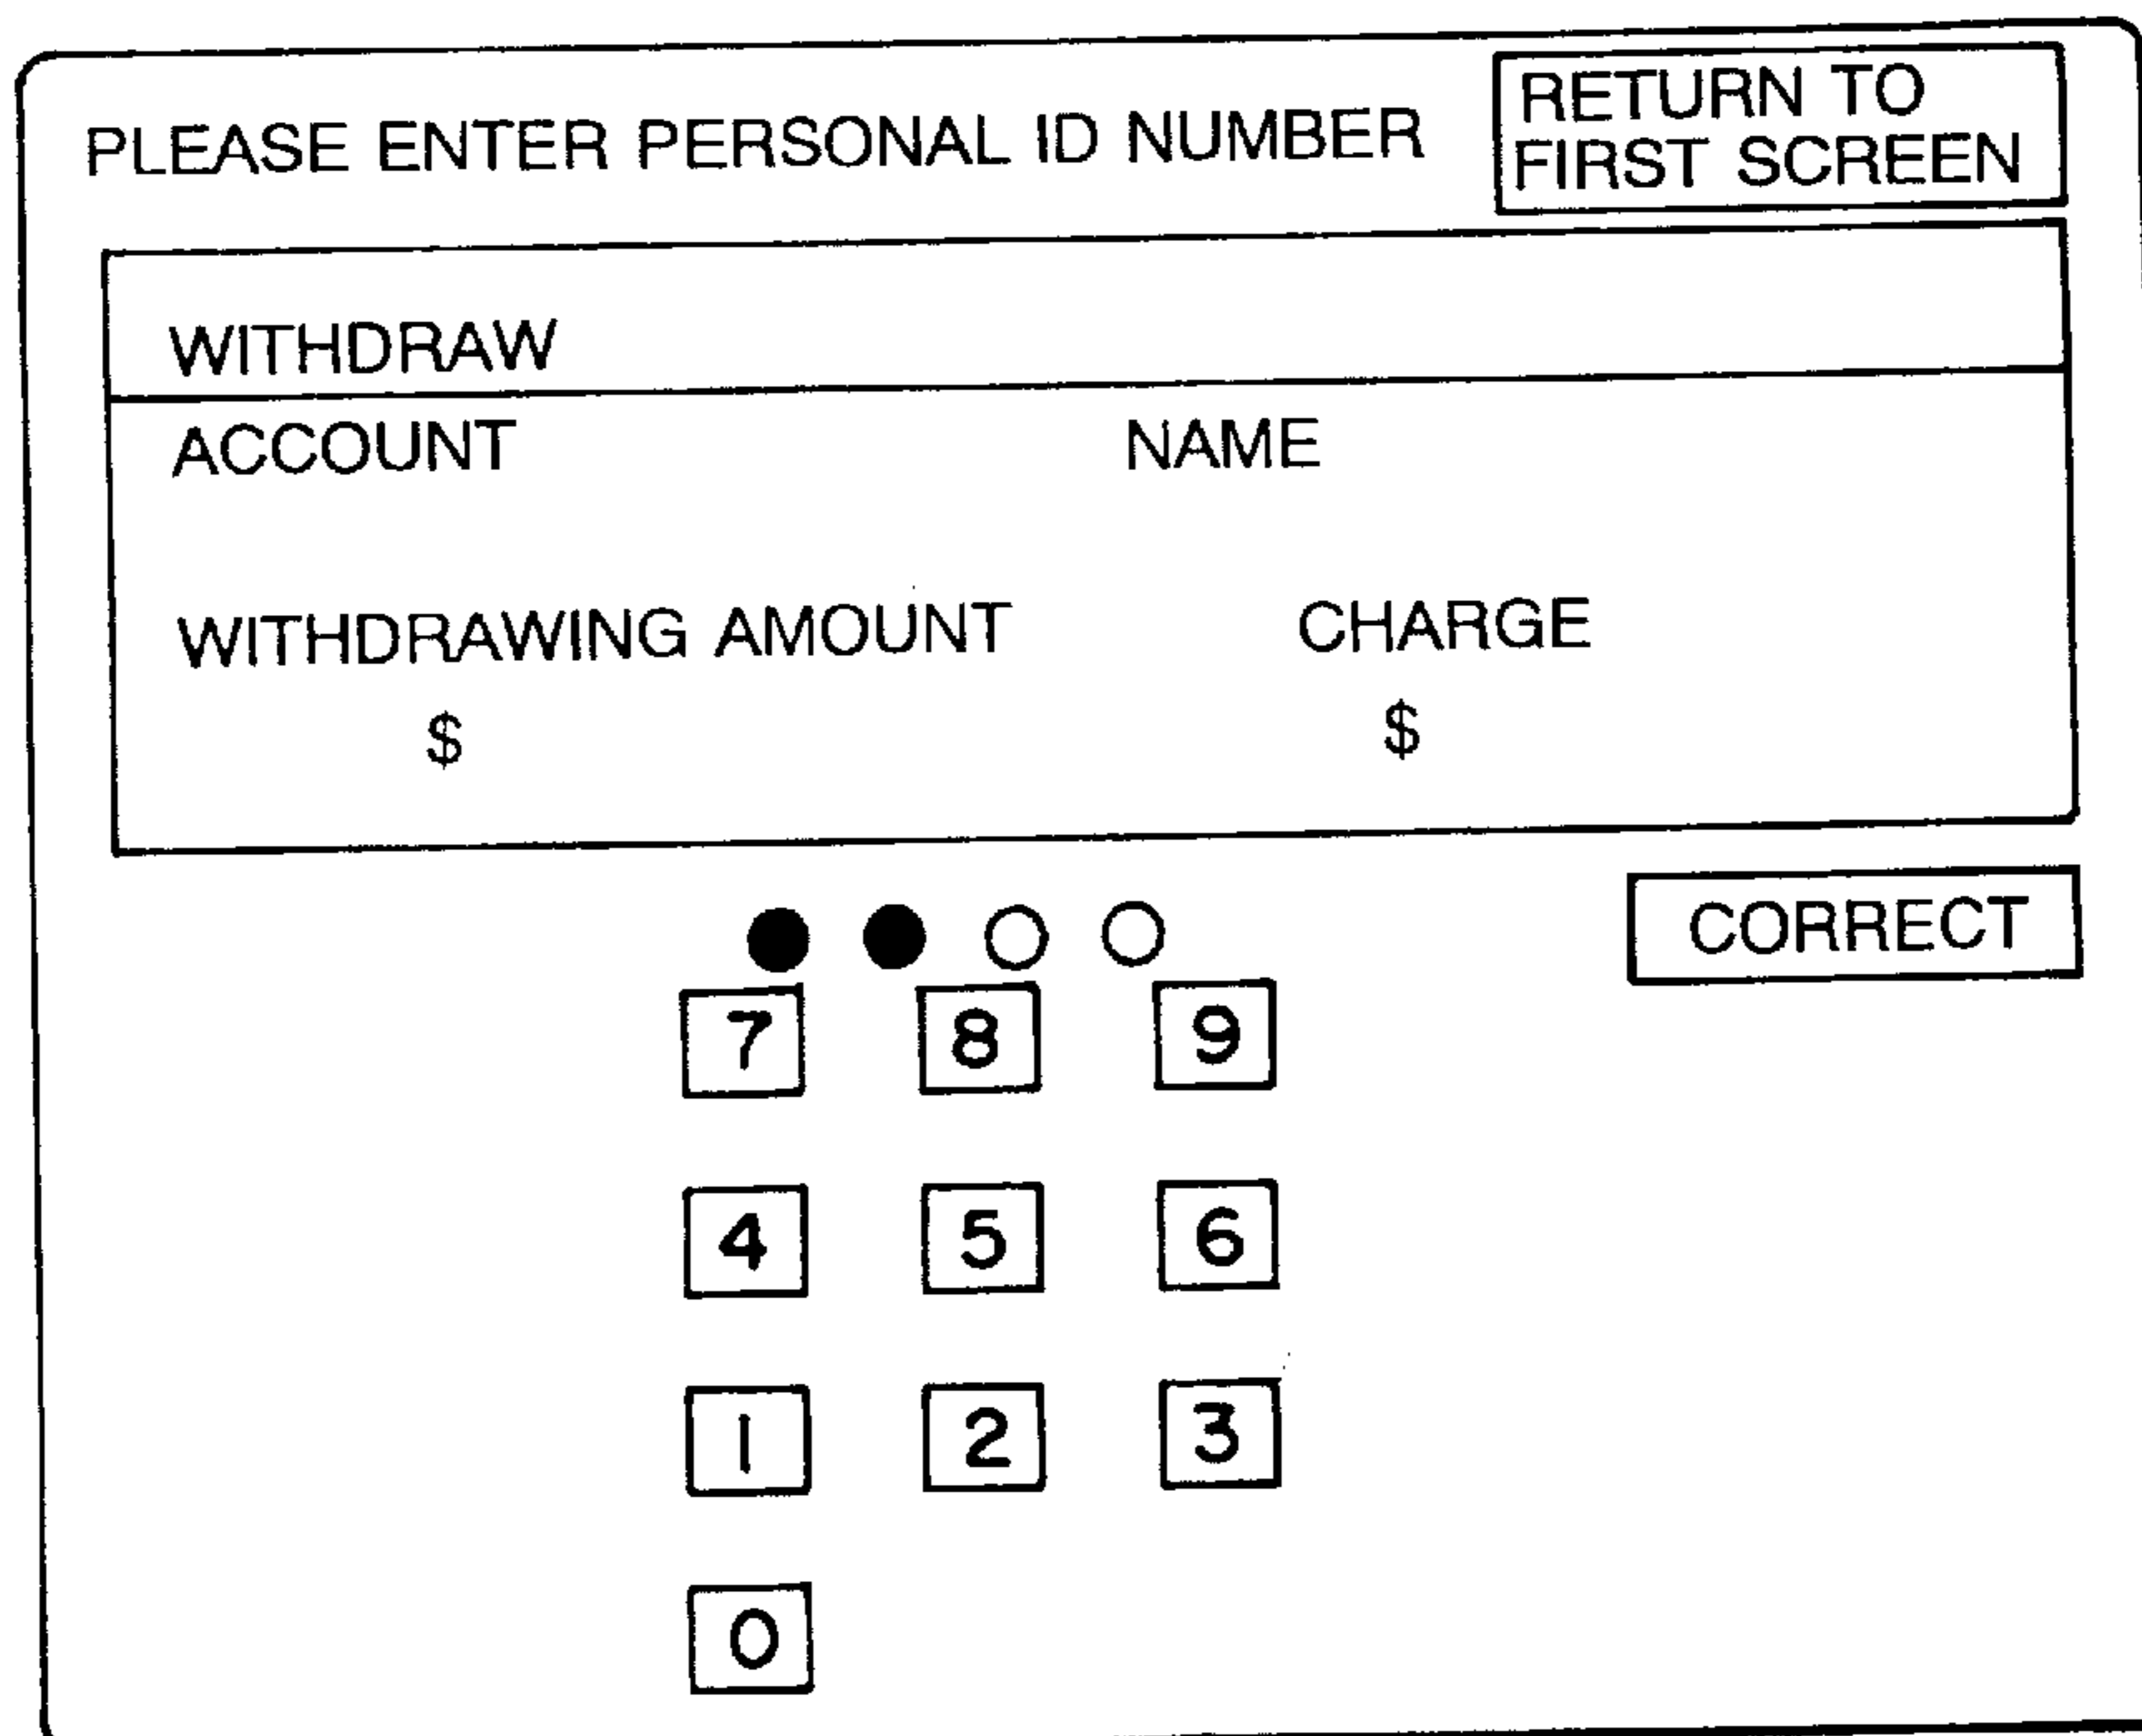 PLEASE ENTER PERSONAL ID NUMBER
RETURN TO
FIRST SCREEN
WITHDRAW
ACCOUNT NAME
WITHDRAWING AMOUNT CHARGE
$ $
CORRECT
7 8 9
4 5 6
1 2 3
0